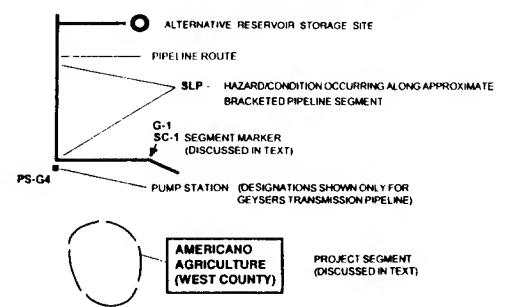 ALTERNATIVE RESERVOIR STORAGE SITE
PIPELINE ROUTE
SLP - HAZARD/CONDITION OCCURRING ALONG APPROXIMATE
BRACKETED PIPELINE SEGMENT
G-1
SC-1 SEGMENT MARKER
(DISCUSSED IN TEXT)
PS-G4
PUMP STATION (DESIGNATIONS SHOWN ONLY FOR
GEYSERS TRANSMISSION PIPELINE)
AMERICANO
AGRICULTURE
(WEST COUNTY)
PROJECT SEGMENT
(DISCUSSED IN TEXT)